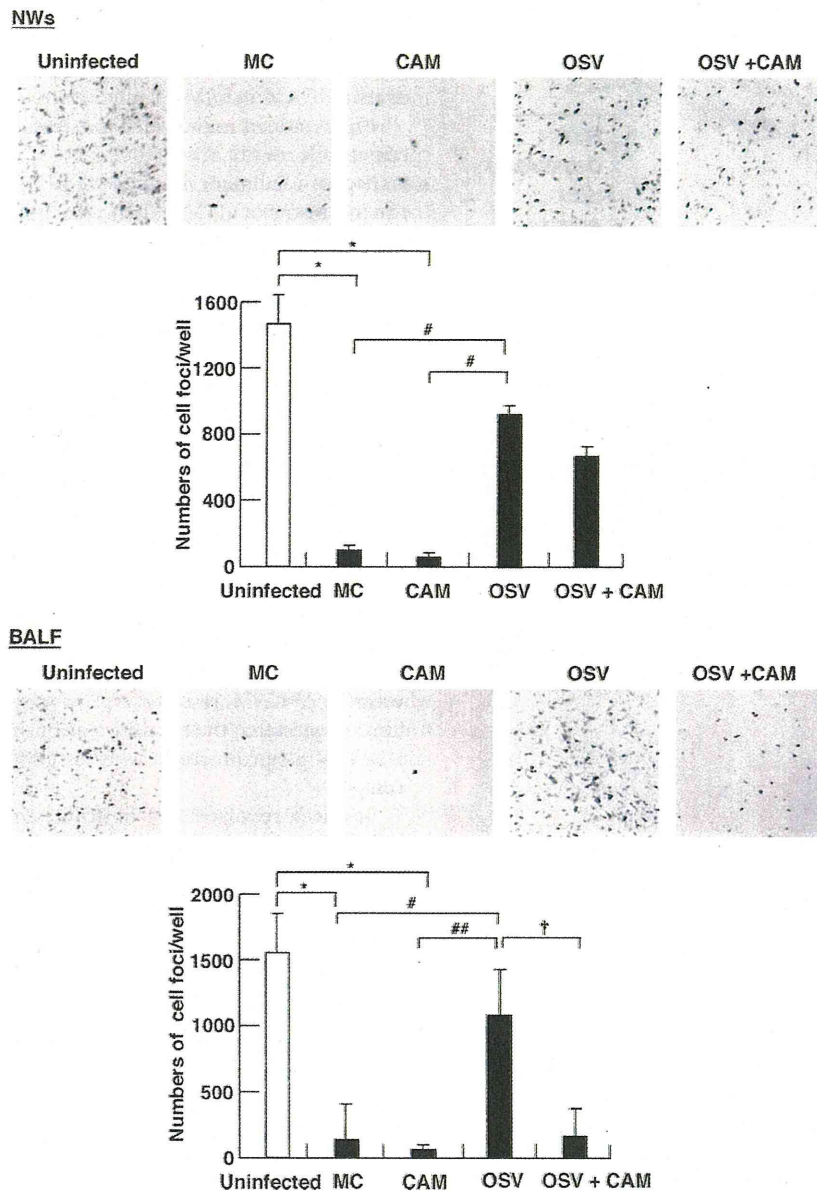 NWs
Uninfected MC CAM OSV OSV +CAM
*
*
#
#
1600
1200
800
400
0
Numbers of cell foci/well
Uninfected MC CAM OSV OSV + CAM
BALF
Uninfected MC CAM OSV OSV +CAM
*
*
#
## †
2000
1500
1000
500
0
Numbers of cell foci/well
Uninfected MC CAM OSV OSV + CAM